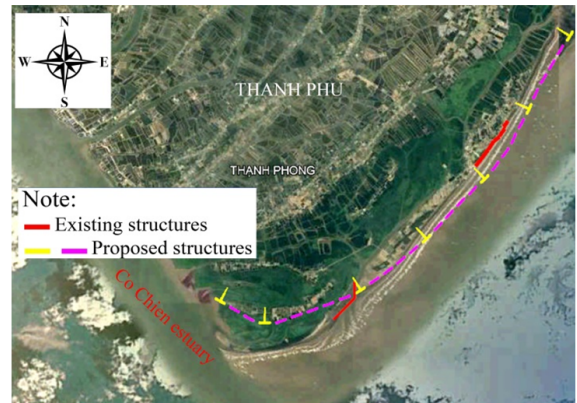 N
W E
S
THANH PHU
THANH PHONG
Note:
Existing structures
Proposed structures
Co Chien estuary